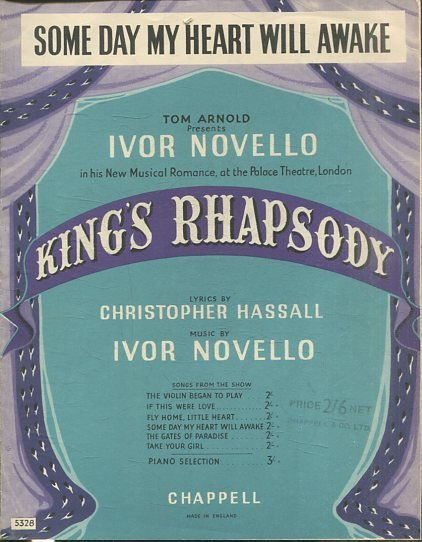 SOME DAY MY HEART WILL AWAKE
TOM ARNOLD
Presents
IVOR NOVELLO
in his New Musical Romance, at the Palace Theatre, London
KING'S RHAPSODY
LYRICS BY
CHRISTOPHER HASSALL
MUSIC BY
IVOR NOVELLO
SONGS FROM THE SHOW
THE VIOLIN BEGAN TO PLAY . 2/-
IF THIS WERE LOVE............ 2/-
FLY HOME, LITTLE HEART....... 2/-
SOME DAY MY HEART WILL AWAKE 2/-
THE GATES OF PARADISE........ 2/-
TAKE YOUR GIRL............... 2/-
PIANO SELECTION.......... 3/-
PRICE 2/6 NET
CHAPPELL & CO. LTD.
CHAPPELL
MADE IN ENGLAND
5328